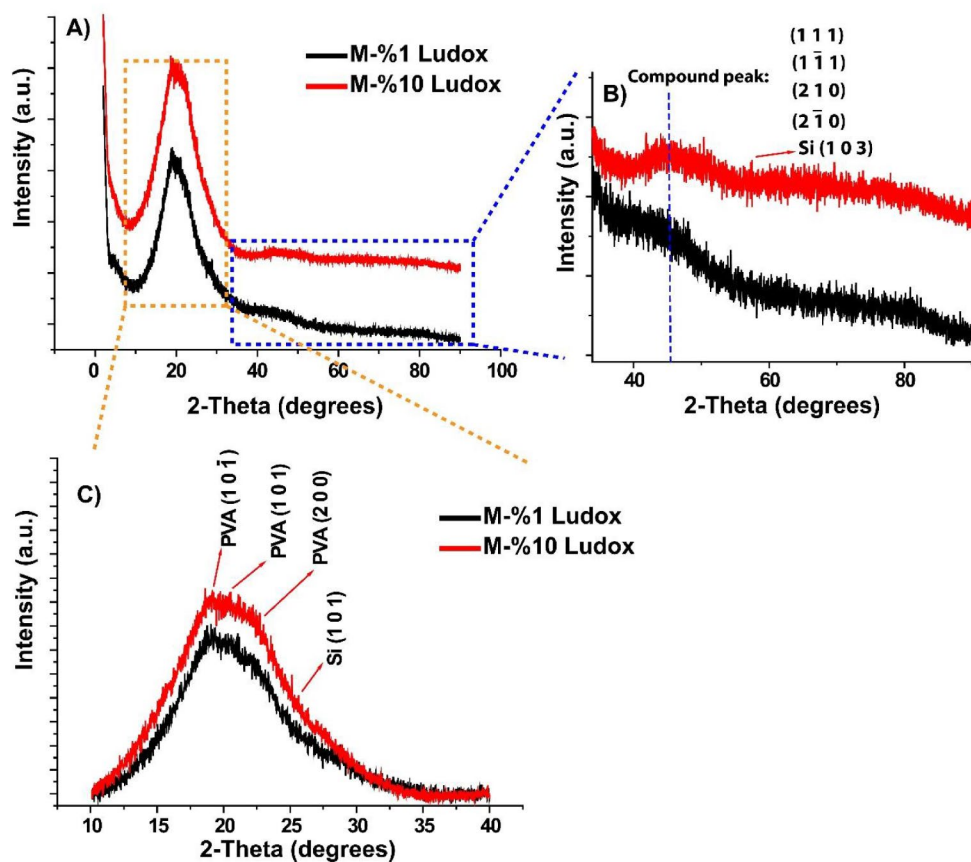 A)
M-%1 Ludox
M-%10 Ludox
Intensity (a.u.)
0 20 40 60 80 100
2-Theta (degrees)
B)
Compound peak:
(1 1 1)
(1 1̅ 1)
(2 1 0)
(2 1̅ 0)
Si (1 0 3)
Intensity (a.u.)
40 60 80
2-Theta (degrees)
C)
PVA (1 0 1̅)
PVA (1 0 1)
PVA (2 0 0)
Si (1 0 1)
M-%1 Ludox
M-%10 Ludox
Intensity (a.u.)
10 15 20 25 30 35 40
2-Theta (degrees)